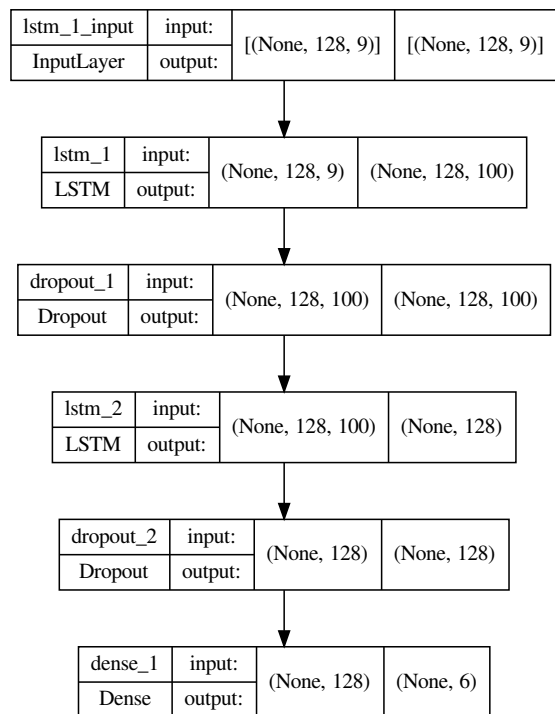 lstm_1_input input: [(None, 128, 9)] [(None, 128, 9)]
InputLayer output:
lstm_1 input: (None, 128, 9) (None, 128, 100)
LSTM output:
dropout_1 input: (None, 128, 100) (None, 128, 100)
Dropout output:
lstm_2 input: (None, 128, 100) (None, 128)
LSTM output:
dropout_2 input: (None, 128) (None, 128)
Dropout output:
dense_1 input: (None, 128) (None, 6)
Dense output: